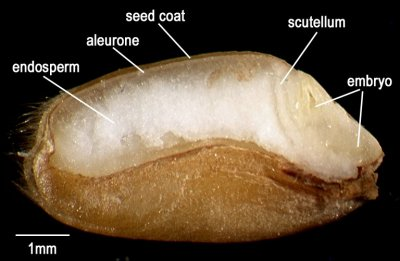 seed coat
scutellum
aleurone
endosperm
embryo
1mm